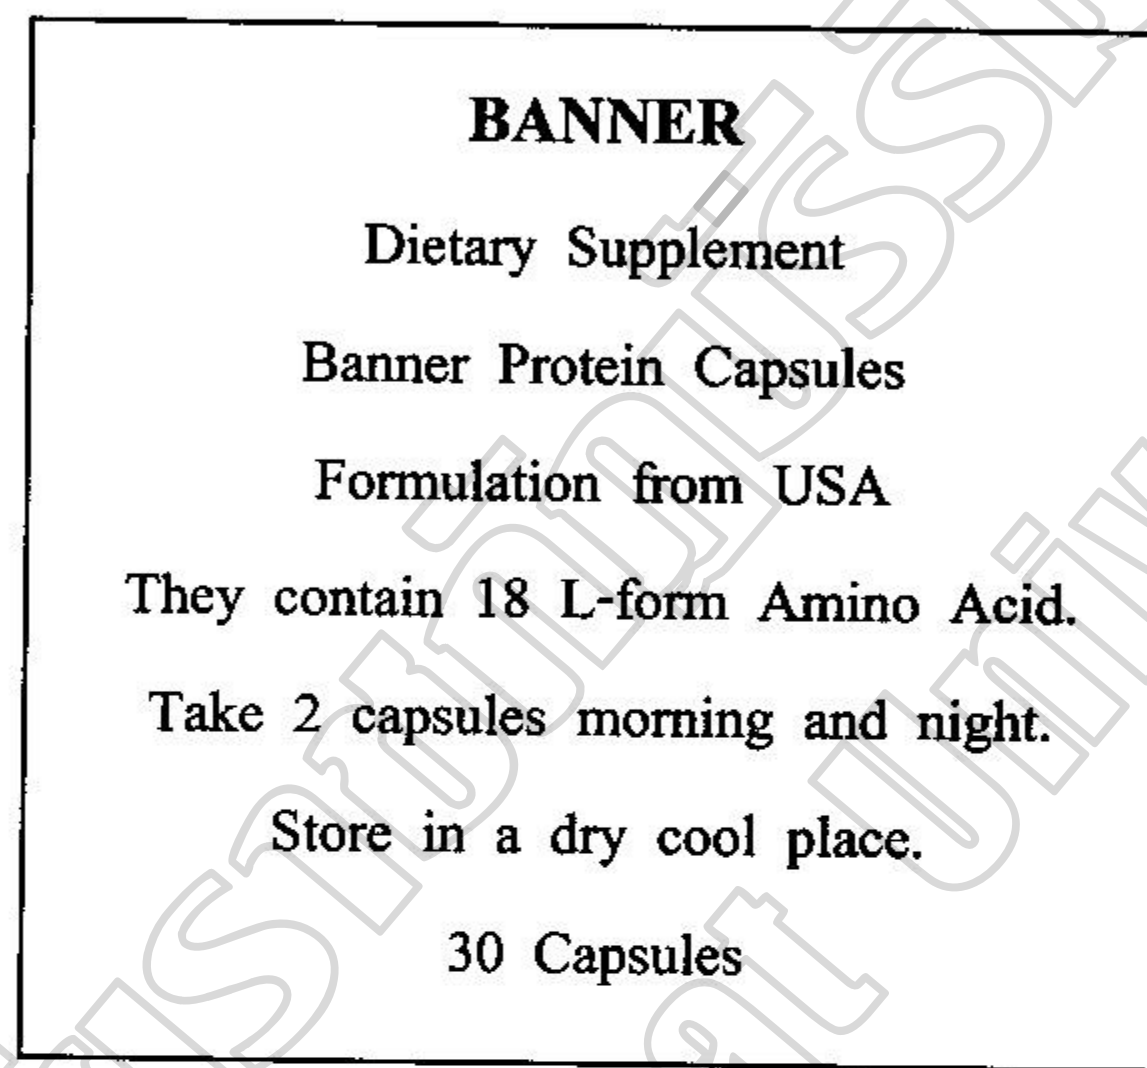 BANNER
Dietary Supplement
Banner Protein Capsules
Formulation from USA
They contain 18 L-form Amino Acid.
Take 2 capsules morning and night.
Store in a dry cool place.
30 Capsules